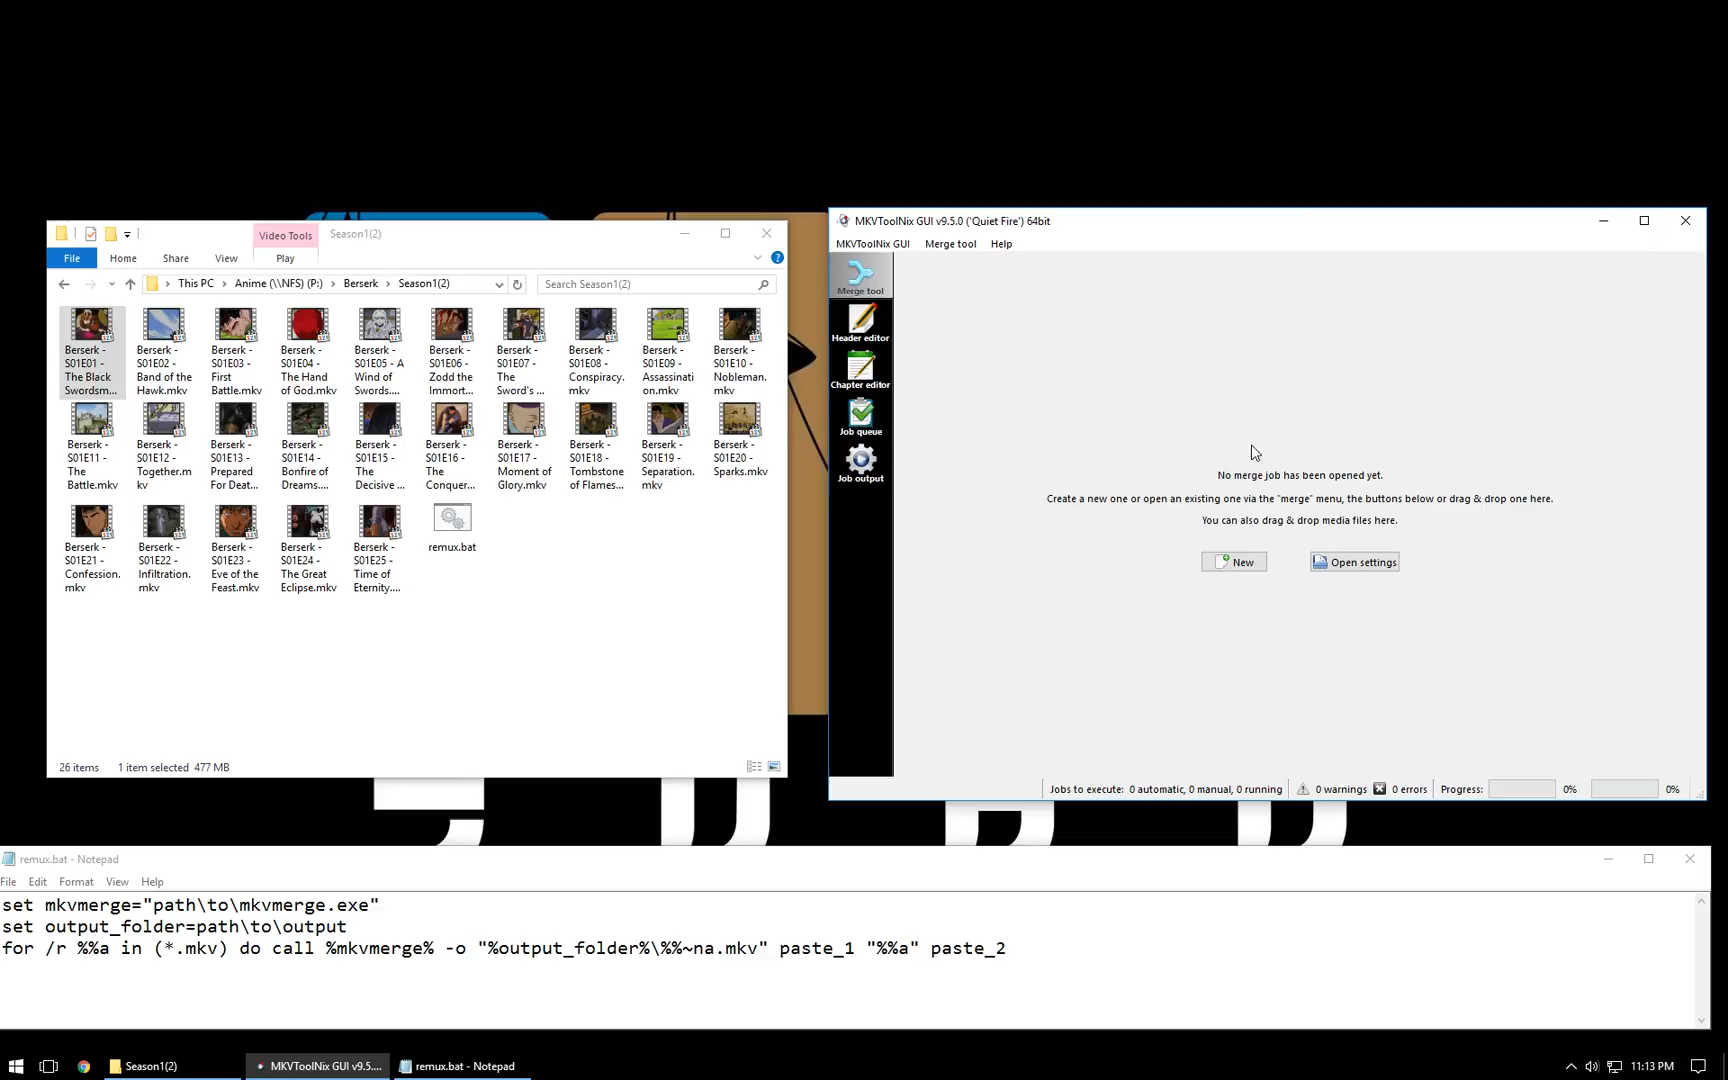 Video Tools
Season1(2)
File
Home
Share
View
Play
This PC
Anime (\\NFS) (P:)
Berserk
Season1(2)
Search Season1(2)
Berserk -
S01E01 -
The Black
Swordsm...
Berserk -
S01E02 -
Band of the
Hawk.mkv
Berserk -
S01E03 -
First
Battle.mkv
Berserk -
S01E04 -
The Hand
of God.mkv
Berserk -
S01E05 - A
Wind of
Swords....
Berserk -
S01E06 -
Zodd the
Immort...
Berserk -
S01E07 -
The
Sword's ...
Berserk -
S01E08 -
Conspiracy.
mkv
Berserk -
S01E09 -
Assassinati
on.mkv
Berserk -
S01E10 -
Nobleman.
mkv
Berserk -
S01E11 -
The
Battle.mkv
Berserk -
S01E12 -
Together.m
kv
Berserk -
S01E13 -
Prepared
For Deat...
Berserk -
S01E14 -
Bonfire of
Dreams....
Berserk -
S01E15 -
The
Decisive ...
Berserk -
S01E16 -
The
Conquer...
Berserk -
S01E17 -
Moment of
Glory.mkv
Berserk -
S01E18 -
Tombstone
of Flames...
Berserk -
S01E19 -
Separation.
mkv
Berserk -
S01E20 -
Sparks.mkv
Berserk -
S01E21 -
Confession.
mkv
Berserk -
S01E22 -
Infiltration.
mkv
Berserk -
S01E23 -
Eve of the
Feast.mkv
Berserk -
S01E24 -
The Great
Eclipse.mkv
Berserk -
S01E25 -
Time of
Eternity....
remux.bat
26 items
1 item selected 477 MB
MKVToolNix GUI v9.5.0 ('Quiet Fire') 64bit
MKVToolNix GUI
Merge tool
Help
Merge tool
Header editor
Chapter editor
Job queue
Job output
No merge job has been opened yet.
Create a new one or open an existing one via the "merge" menu, the buttons below or drag & drop one here.
You can also drag & drop media files here.
New
Open settings
Jobs to execute: 0 automatic, 0 manual, 0 running
0 warnings
0 errors
Progress:
0%
0%
remux.bat - Notepad
File Edit Format View Help
set mkvmerge="path\to\mkvmerge.exe"
set output_folder=path\to\output
for /r %%a in (*.mkv) do call %mkvmerge% -o "%output_folder%\%%~na.mkv" paste_1 "%%a" paste_2
Season1(2)
MKVToolNix GUI v9.5....
remux.bat - Notepad
11:13 PM